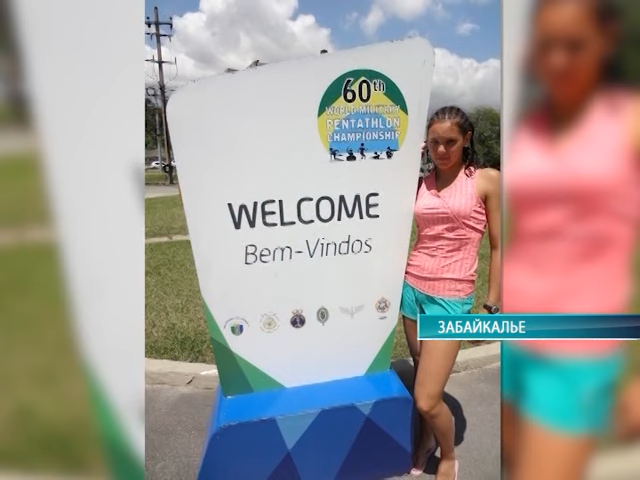 60th
WORLD MILITARY
PENTATHLON
CHAMPIONSHIP
WELCOME
Bem-Vindos
ЗАБАЙКАЛЬЕ